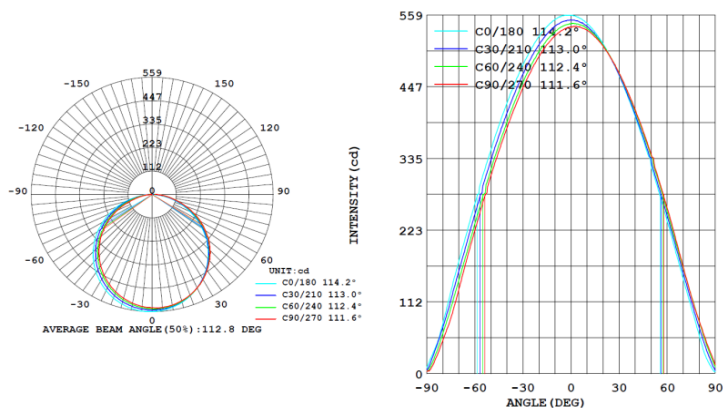 -150
559
150
447
-120
335
120
223
112
-90
0
90
-60
60
-30
0
30
UNIT:cd
C0/180 114.2°
C30/210 113.0°
C60/240 112.4°
C90/270 111.6°
AVERAGE BEAM ANGLE(50%):112.8 DEG
559
C0/180 114.2°
C30/210 113.0°
C60/240 112.4°
C90/270 111.6°
447
335
INTENSITY(cd)
223
112
0
-90 -60 -30 0 30 60 90
ANGLE(DEG)